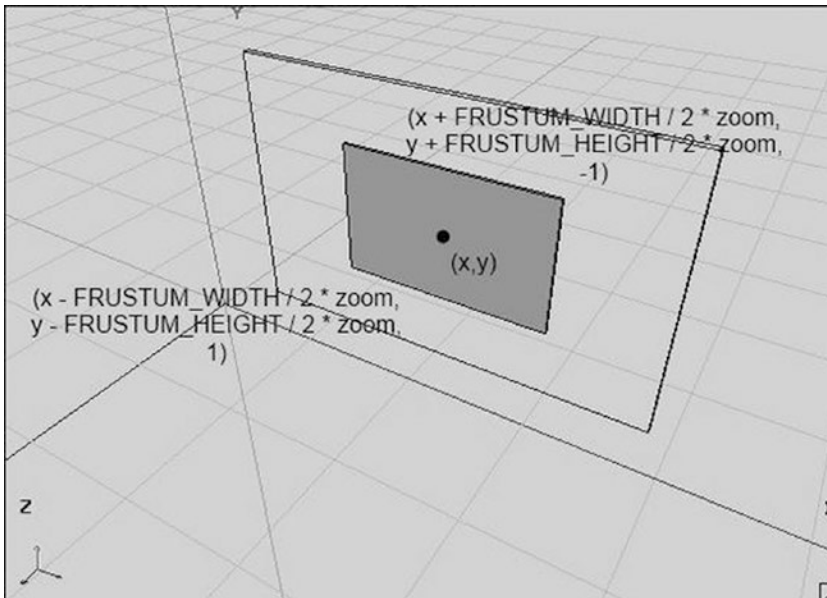 Y
(x + FRUSTUM_WIDTH / 2 * zoom,
y + FRUSTUM_HEIGHT / 2 * zoom,
-1)
(x,y)
(x - FRUSTUM_WIDTH / 2 * zoom,
y - FRUSTUM_HEIGHT / 2 * zoom,
1)
z